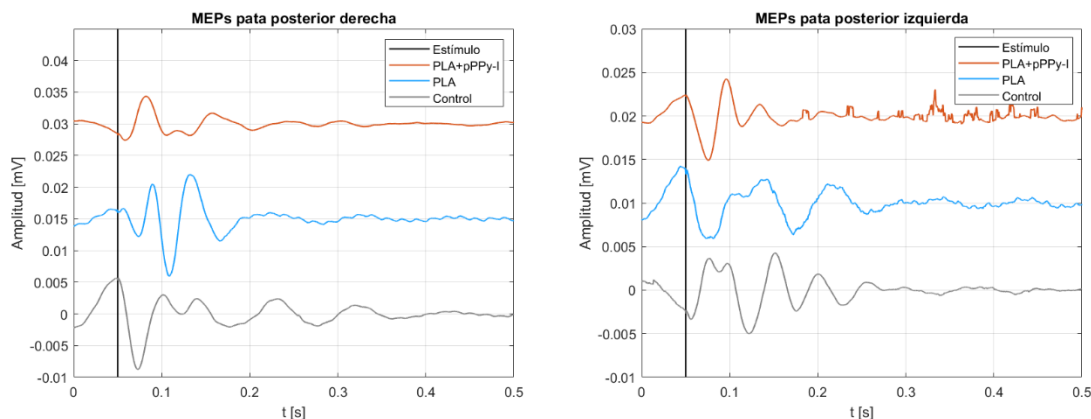 MEPs pata posterior derecha
0.04
0.03
0.02
0.01
0
-0.005
-0.01
0.005
0.015
0.025
0.035
Amplitud [mV]
0
0.1
0.2
0.3
0.4
0.5
t [s]
Estímulo
PLA+pPPy-I
PLA
Control
MEPs pata posterior izquierda
0.03
0.025
0.02
0.015
0.01
0.005
0
-0.005
-0.01
Amplitud [mV]
0
0.1
0.2
0.3
0.4
0.5
t [s]
Estímulo
PLA+pPPy-I
PLA
Control